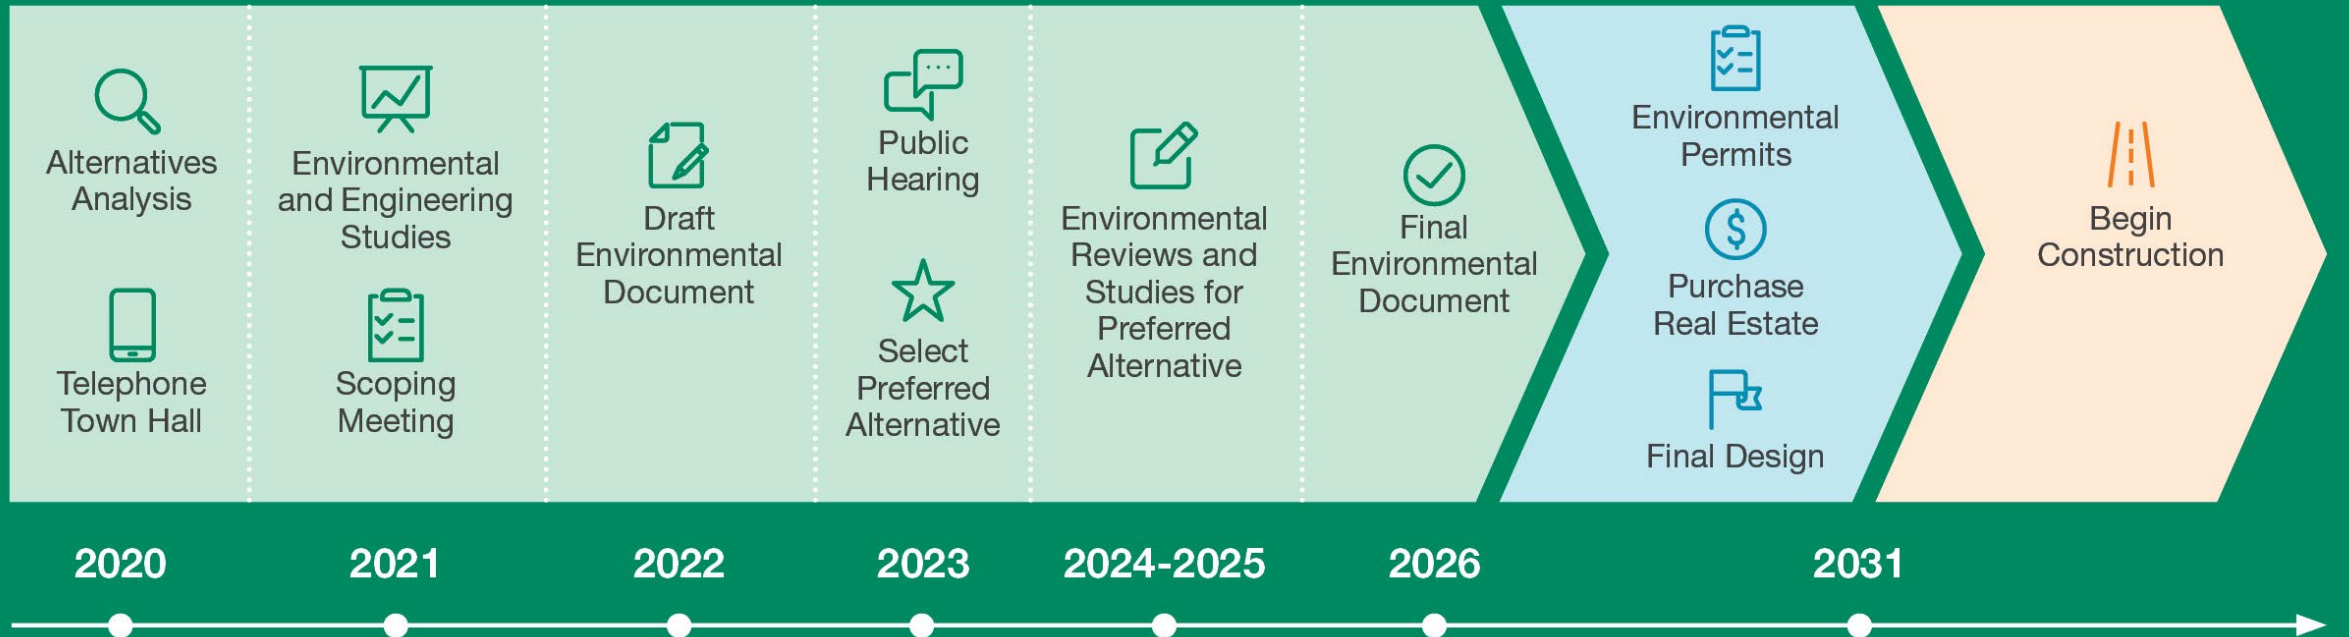 Alternatives
Analysis
Telephone
Town Hall
Environmental
and Engineering
Studies
Scoping
Meeting
Draft
Environmental
Document
Public
Hearing
Select
Preferred
Alternative
Environmental
Reviews and
Studies for
Preferred
Alternative
Final
Environmental
Document
Environmental
Permits
Purchase
Real Estate
Final Design
Begin
Construction
2020
2021
2022
2023
2024-2025
2026
2031